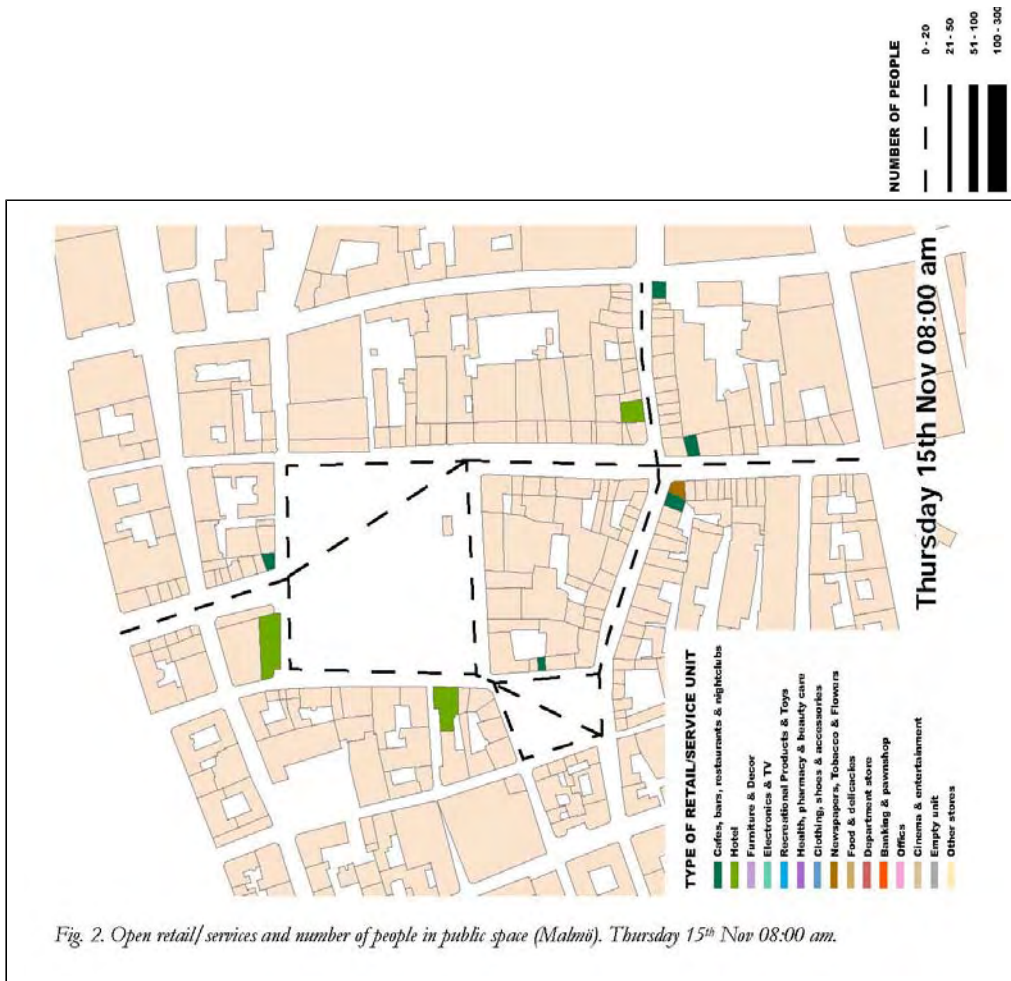 NUMBER OF PEOPLE
0 - 20
21 - 50
51 - 100
100 - 300
Thursday 15th Nov 08:00 am
TYPE OF RETAIL/SERVICE UNIT
Cafes, bars, restaurants & nightclubs
Hotel
Furniture & Decor
Electronics & TV
Recreational Products & Toys
Health, pharmacy & beauty care
Clothing, shoes & accessories
Newspapers, Tobacco & Flowers
Food & delicacies
Department store
Banking & pawnshop
Office
Cinema & entertainment
Empty unit
Other stores
Fig. 2. Open retail/services and number of people in public space (Malmö). Thursday 15th Nov 08:00 am.